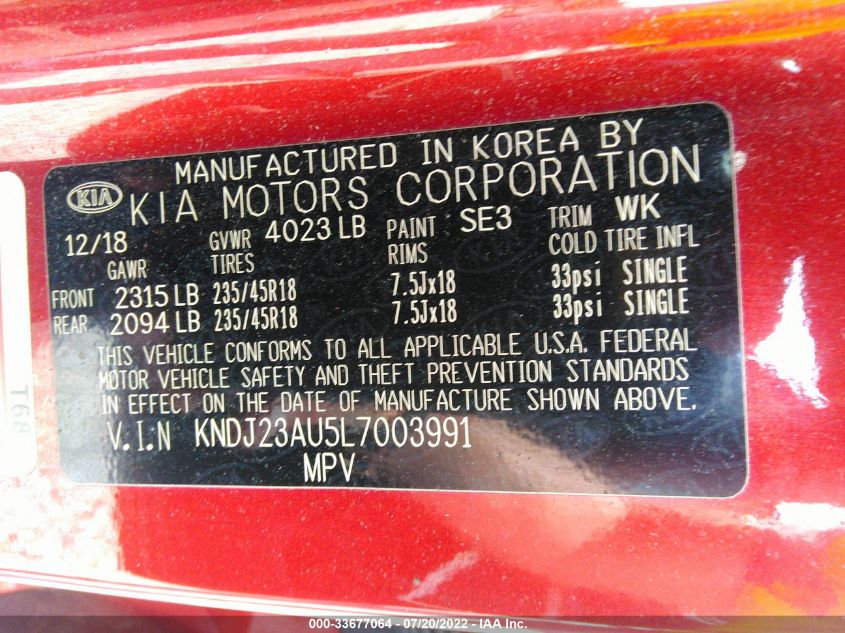 MANUFACTURED IN KOREA BY
KIA KIA MOTORS CORPORATION
12/18 GVWR 4023 LB PAINT SE3 TRIM WK
GAWR TIRES RIMS COLD TIRE INFL
FRONT 2315 LB 235/45R18 7.5Jx18 33psi SINGLE
REAR 2094 LB 235/45R18 7.5Jx18 33psi SINGLE
THIS VEHICLE CONFORMS TO ALL APPLICABLE U.S.A. FEDERAL
MOTOR VEHICLE SAFETY AND THEFT PREVENTION STANDARDS
IN EFFECT ON THE DATE OF MANUFACTURE SHOWN ABOVE.
V.I.N KNDJ23AU5L7003991
MPV
T68
000-33677064 - 07/20/2022 - IAA Inc.